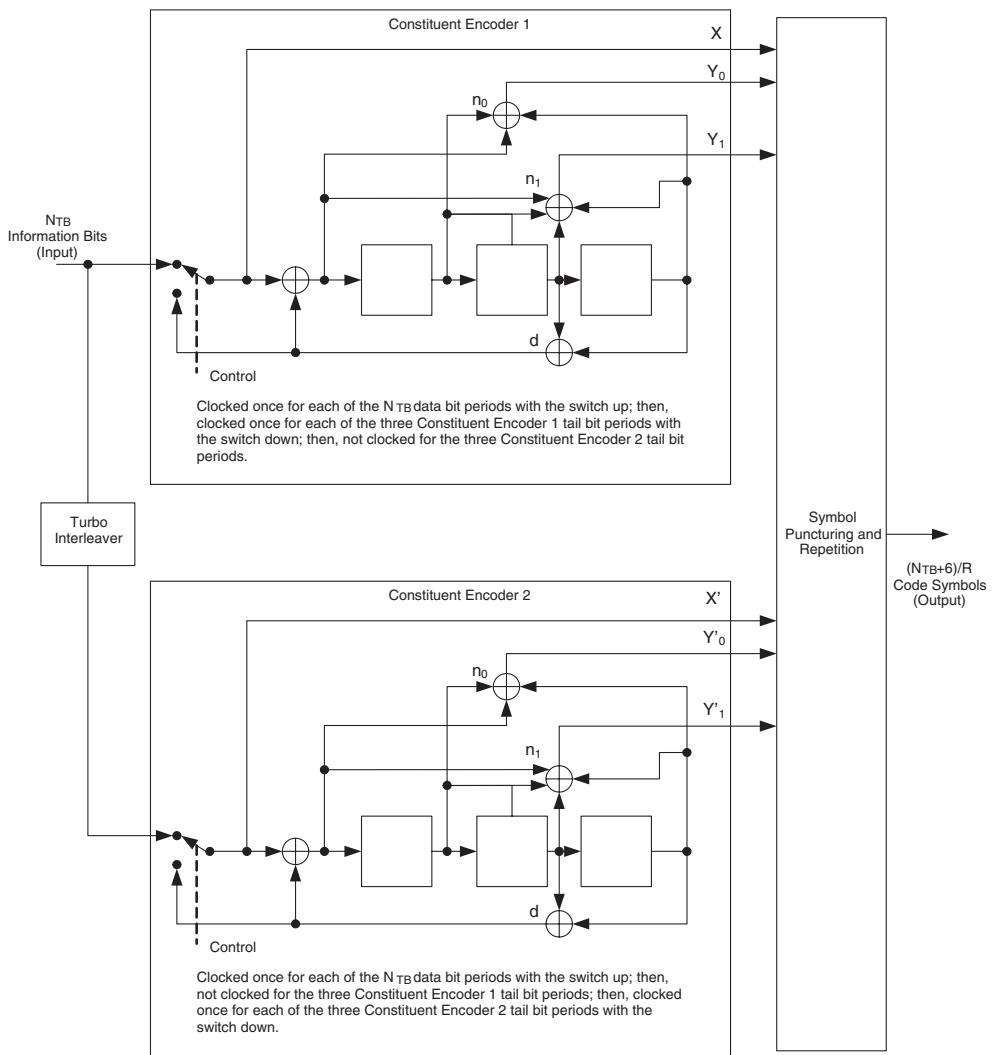 Constituent Encoder 1
X
Y0
n0
Y1
n1
NTB
Information Bits
(Input)
d
Control
Clocked once for each of the NTB data bit periods with the switch up; then,
clocked once for each of the three Constituent Encoder 1 tail bit periods with
the switch down; then, not clocked for the three Constituent Encoder 2 tail bit
periods.
Turbo
Interleaver
Symbol
Puncturing and
Repetition
(NTB+6)/R
Code Symbols
(Output)
Constituent Encoder 2
X'
Y'0
n0
Y'1
n1
d
Control
Clocked once for each of the NTB data bit periods with the switch up; then,
not clocked for the three Constituent Encoder 1 tail bit periods; then, clocked
once for each of the three Constituent Encoder 2 tail bit periods with the
switch down.